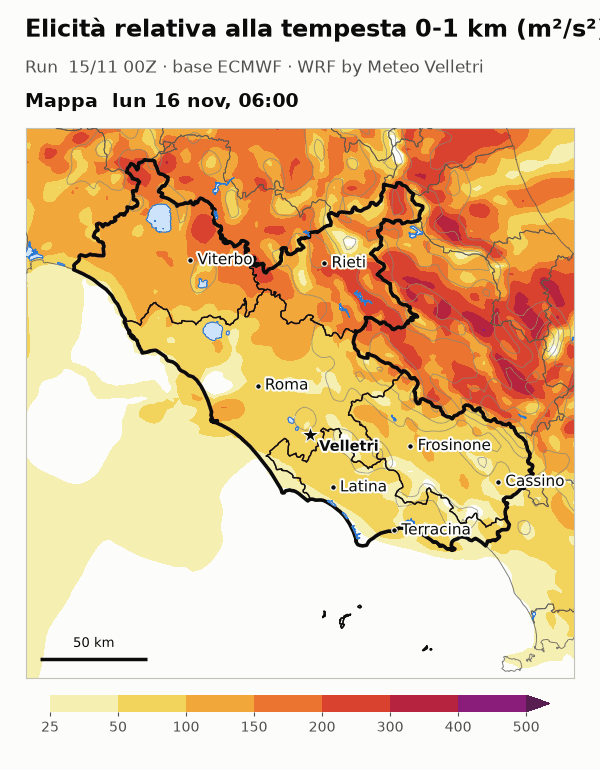 Elicità relativa alla tempesta 0-1 km (m²/s²)
Run 15/11 00Z · base ECMWF · WRF by Meteo Velletri
Mappa lun 16 nov, 06:00
Viterbo
Rieti
Roma
Velletri
Frosinone
Cassino
Latina
Terracina
50 km
25 50 100 150 200 300 400 500